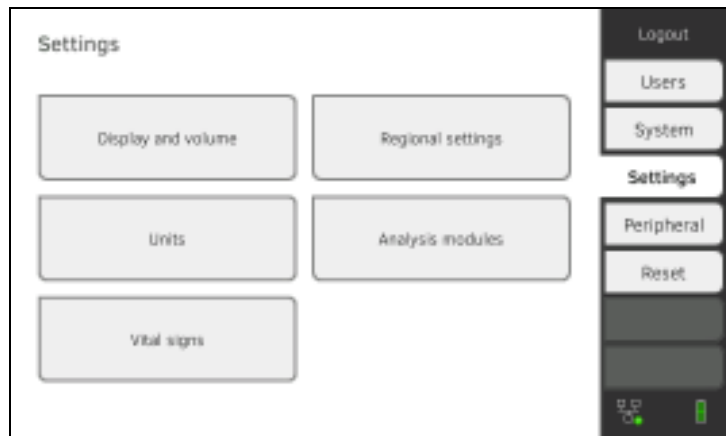 Settings
Display and volume
Regional settings
Units
Analysis modules
Vital signs
Logout
Users
System
Settings
Peripheral
Reset